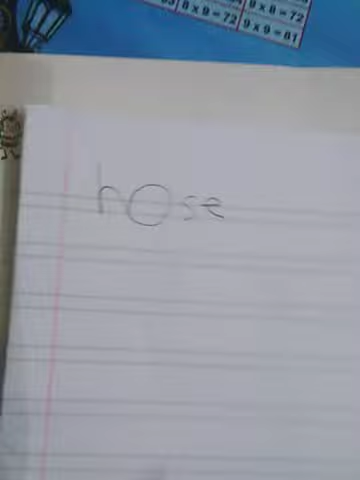 8 x 9 = 72
9 x 8 = 72
9 x 9 = 81
hose